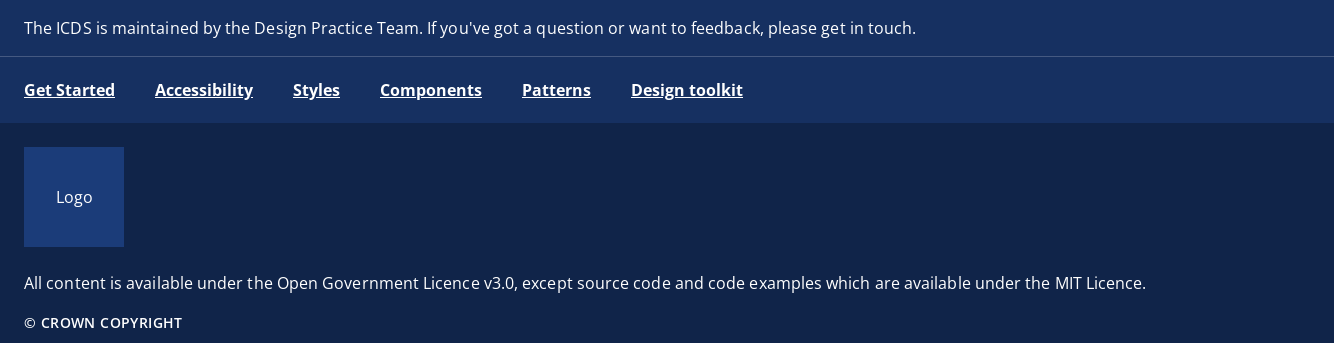 The ICDS is maintained by the Design Practice Team. If you've got a question or want to feedback, please get in touch.
Get Started Accessibility Styles Components Patterns Design toolkit
Logo
All content is available under the Open Government Licence v3.0, except source code and code examples which are available under the MIT Licence.
© CROWN COPYRIGHT